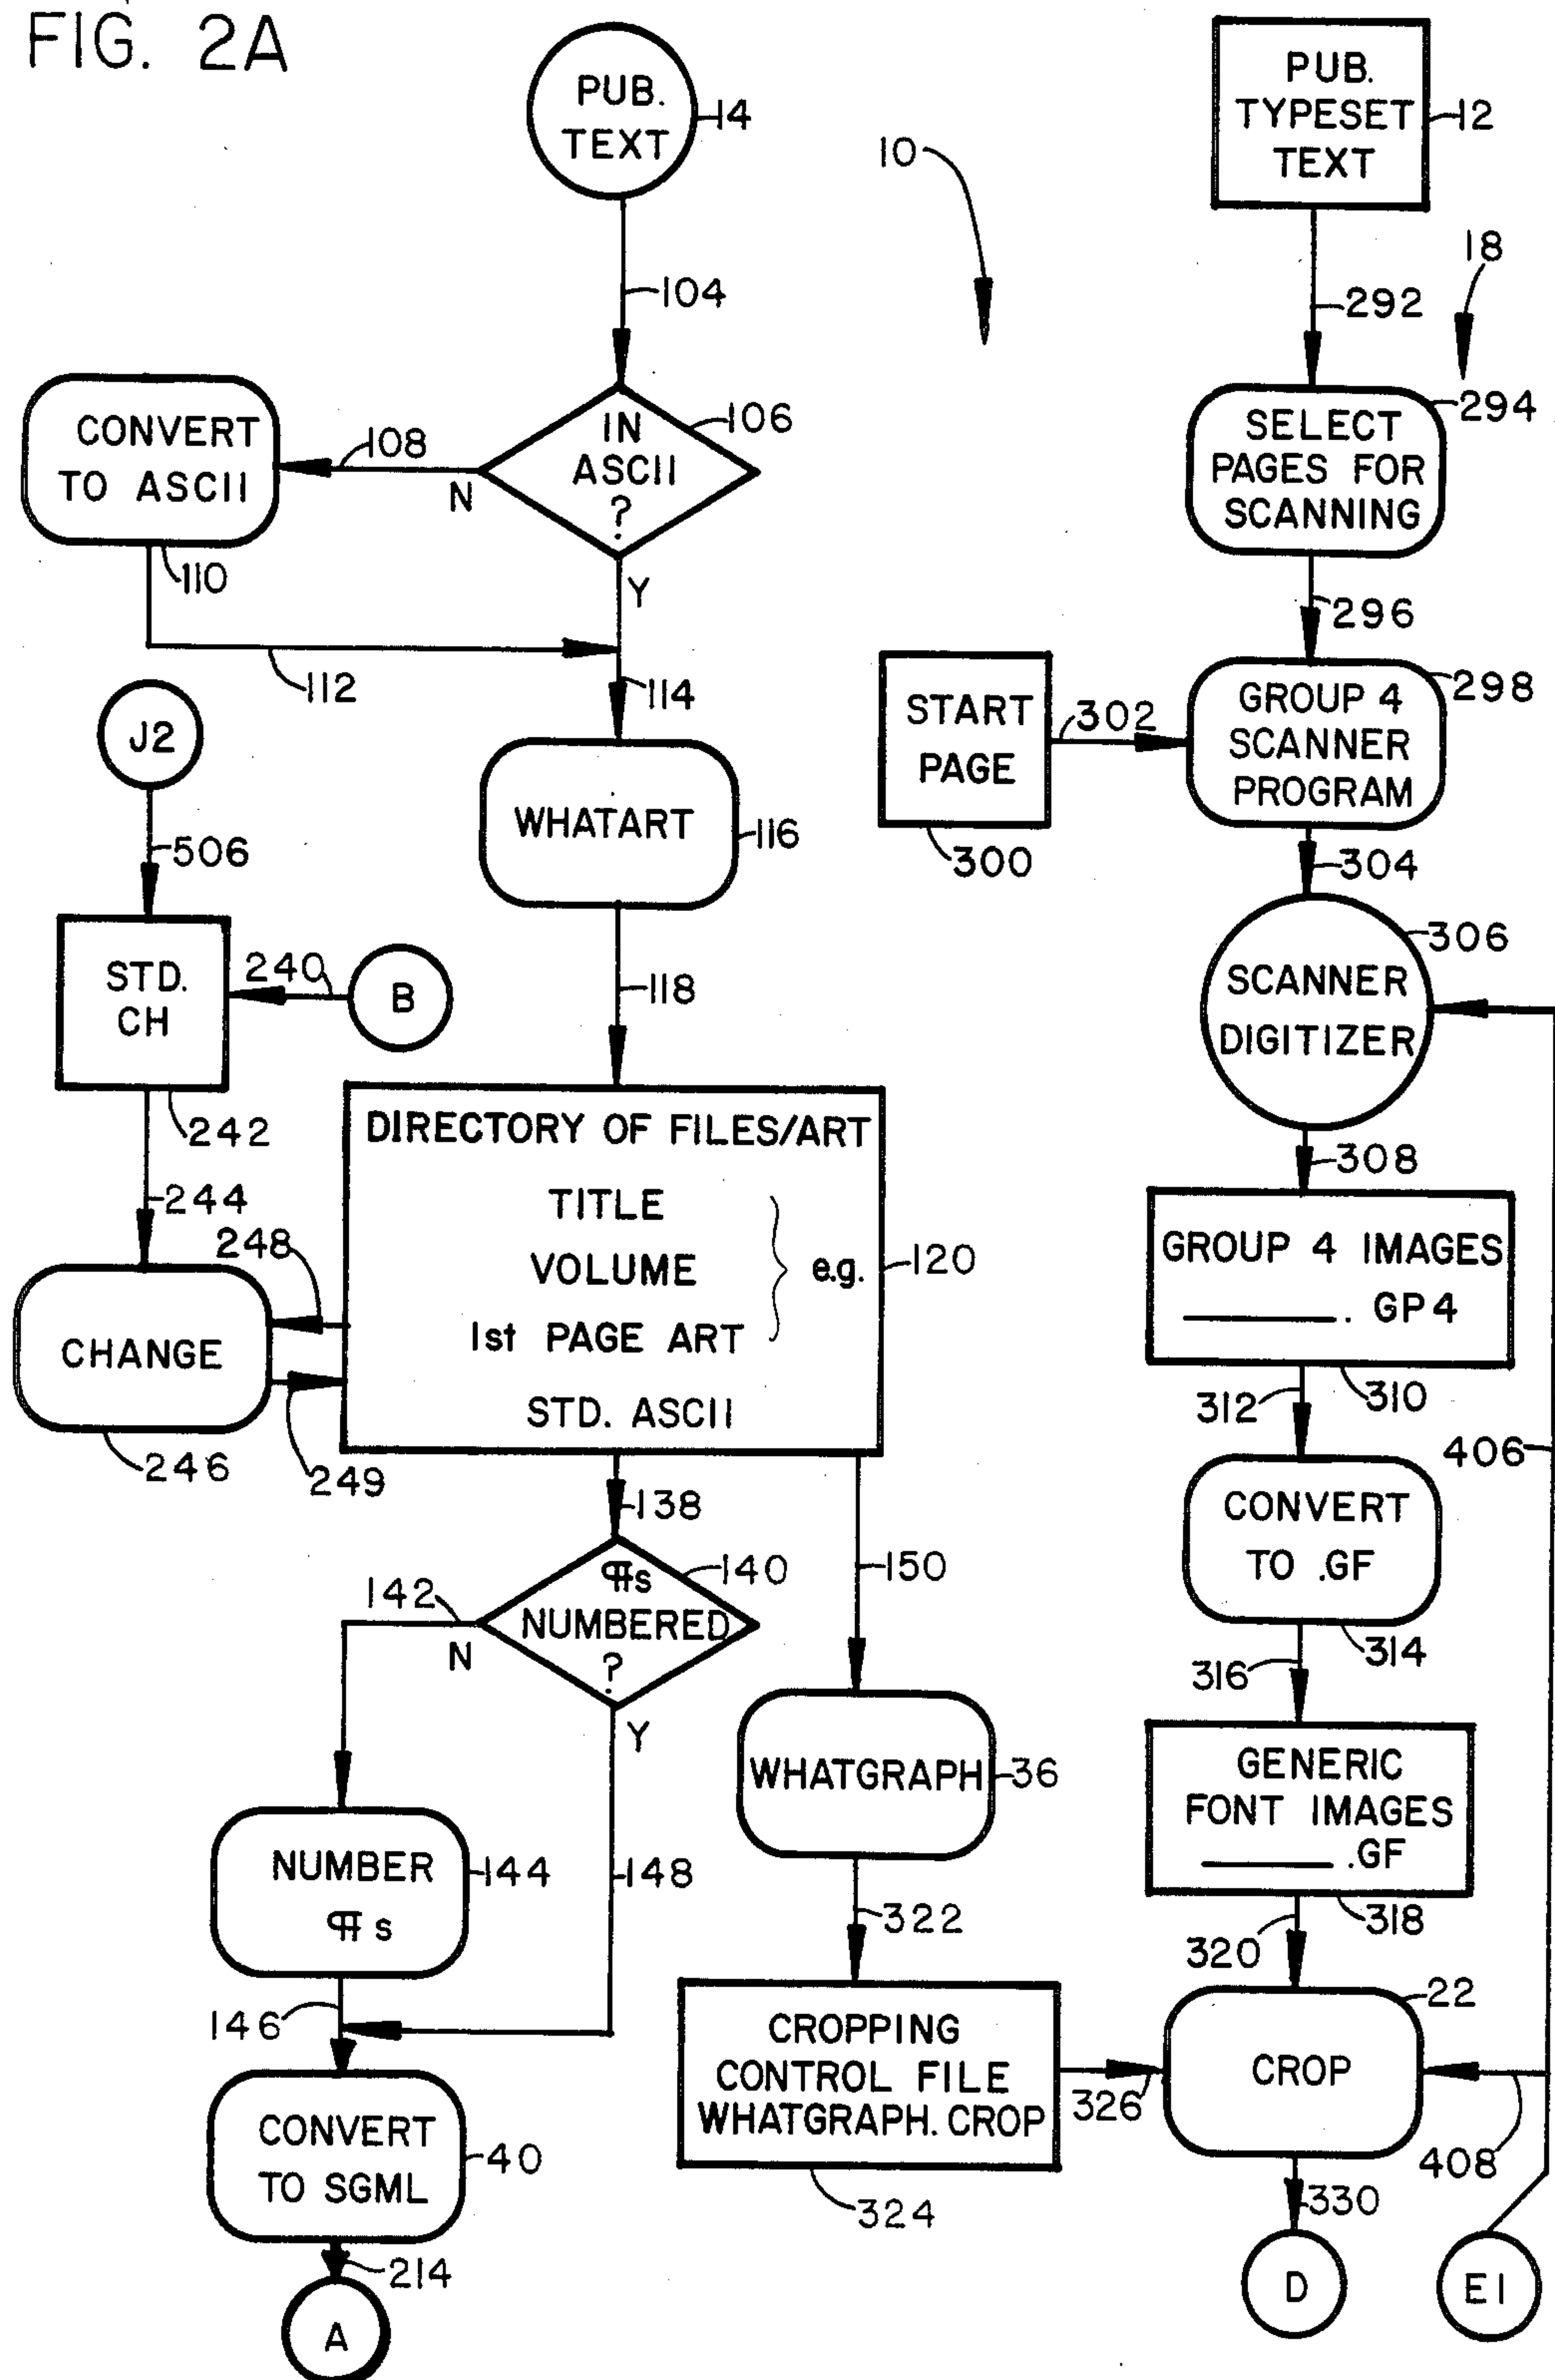 FIG. 2A
PUB.
TEXT
14
104
IN
ASCII
?
106
N
108
CONVERT
TO ASCII
110
112
Y
114
WHATART
116
118
J2
506
STD.
CH
240
B
242
244
CHANGE
246
248
249
DIRECTORY OF FILES/ART
TITLE
VOLUME
1st PAGE ART
e.g.
STD. ASCII
120
138
¶s
NUMBERED
?
140
142
N
Y
NUMBER
¶s
144
146
148
CONVERT
TO SGML
40
214
A
150
WHATGRAPH
36
322
CROPPING
CONTROL FILE
WHATGRAPH. CROP
324
326
10
PUB.
TYPESET
TEXT
12
292
18
SELECT
PAGES FOR
SCANNING
294
296
START
PAGE
300
302
GROUP 4
SCANNER
PROGRAM
298
304
SCANNER
DIGITIZER
306
308
GROUP 4 IMAGES
______. GP4
310
312
CONVERT
TO .GF
314
316
GENERIC
FONT IMAGES
______ .GF
318
320
CROP
22
406
408
330
D
E1